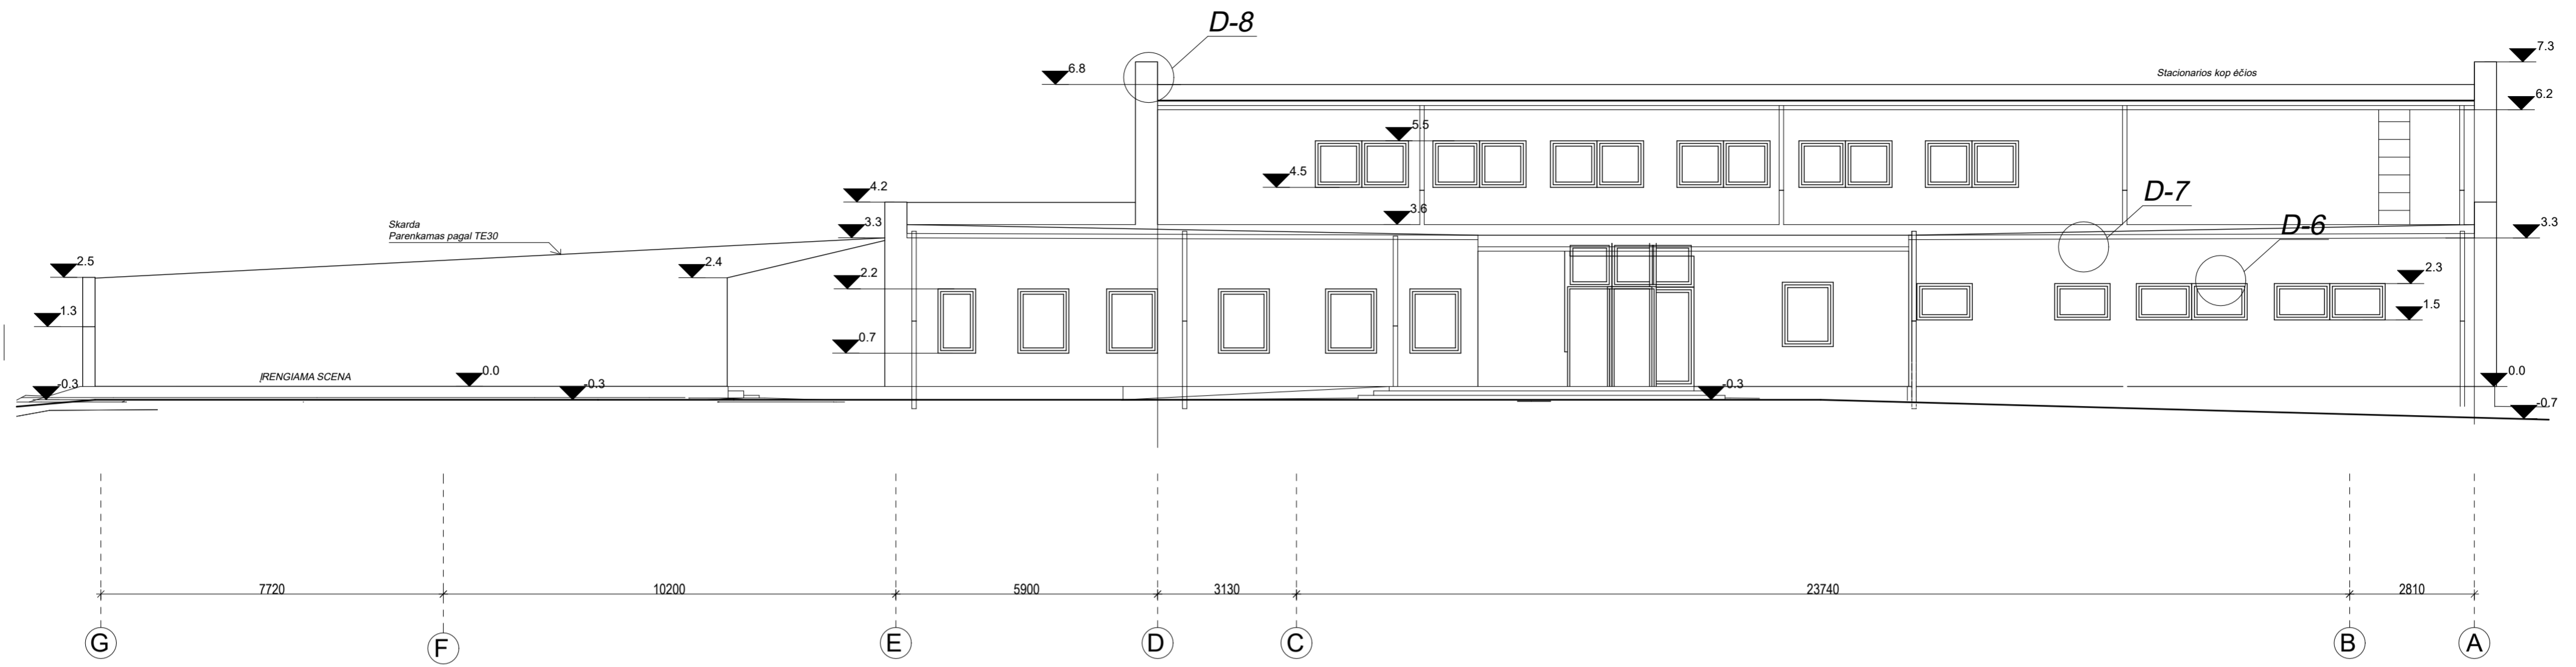 D-8
7.3
6.8
Stacionarios kop ėčios
6.2
5.5
4.5
D-7
4.2
3.6
Skarda
3.3
D-6
3.3
Parenkamas pagal TE30
2.5
2.4
2.2
2.3
1.3
1.5
0.7
ĮRENGIAMA SCENA
0.0
0.0
-0.3
-0.3
-0.3
-0.7
7720
10200
5900
3130
23740
2810
G
F
E
D
C
B
A